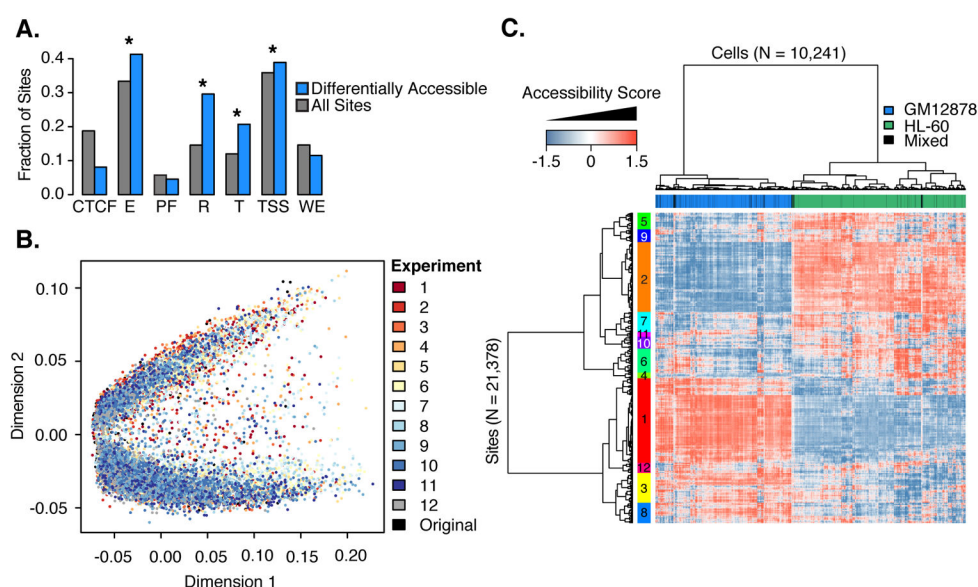 A.
Fraction of Sites
0.4
0.3
0.2
0.1
0.0
* * * *
CTCF E PF R T TSS WE
Differentially Accessible
All Sites
B.
Dimension 2
0.10
0.05
0.00
-0.05
-0.05 0.00 0.05 0.10 0.15 0.20
Dimension 1
Experiment
1
2
3
4
5
6
7
8
9
10
11
12
Original
C.
Cells (N = 10,241)
Accessibility Score
-1.5 0 1.5
GM12878
HL-60
Mixed
Sites (N = 21,378)
5
9
2
7
11
10
6
4
1
12
3
8